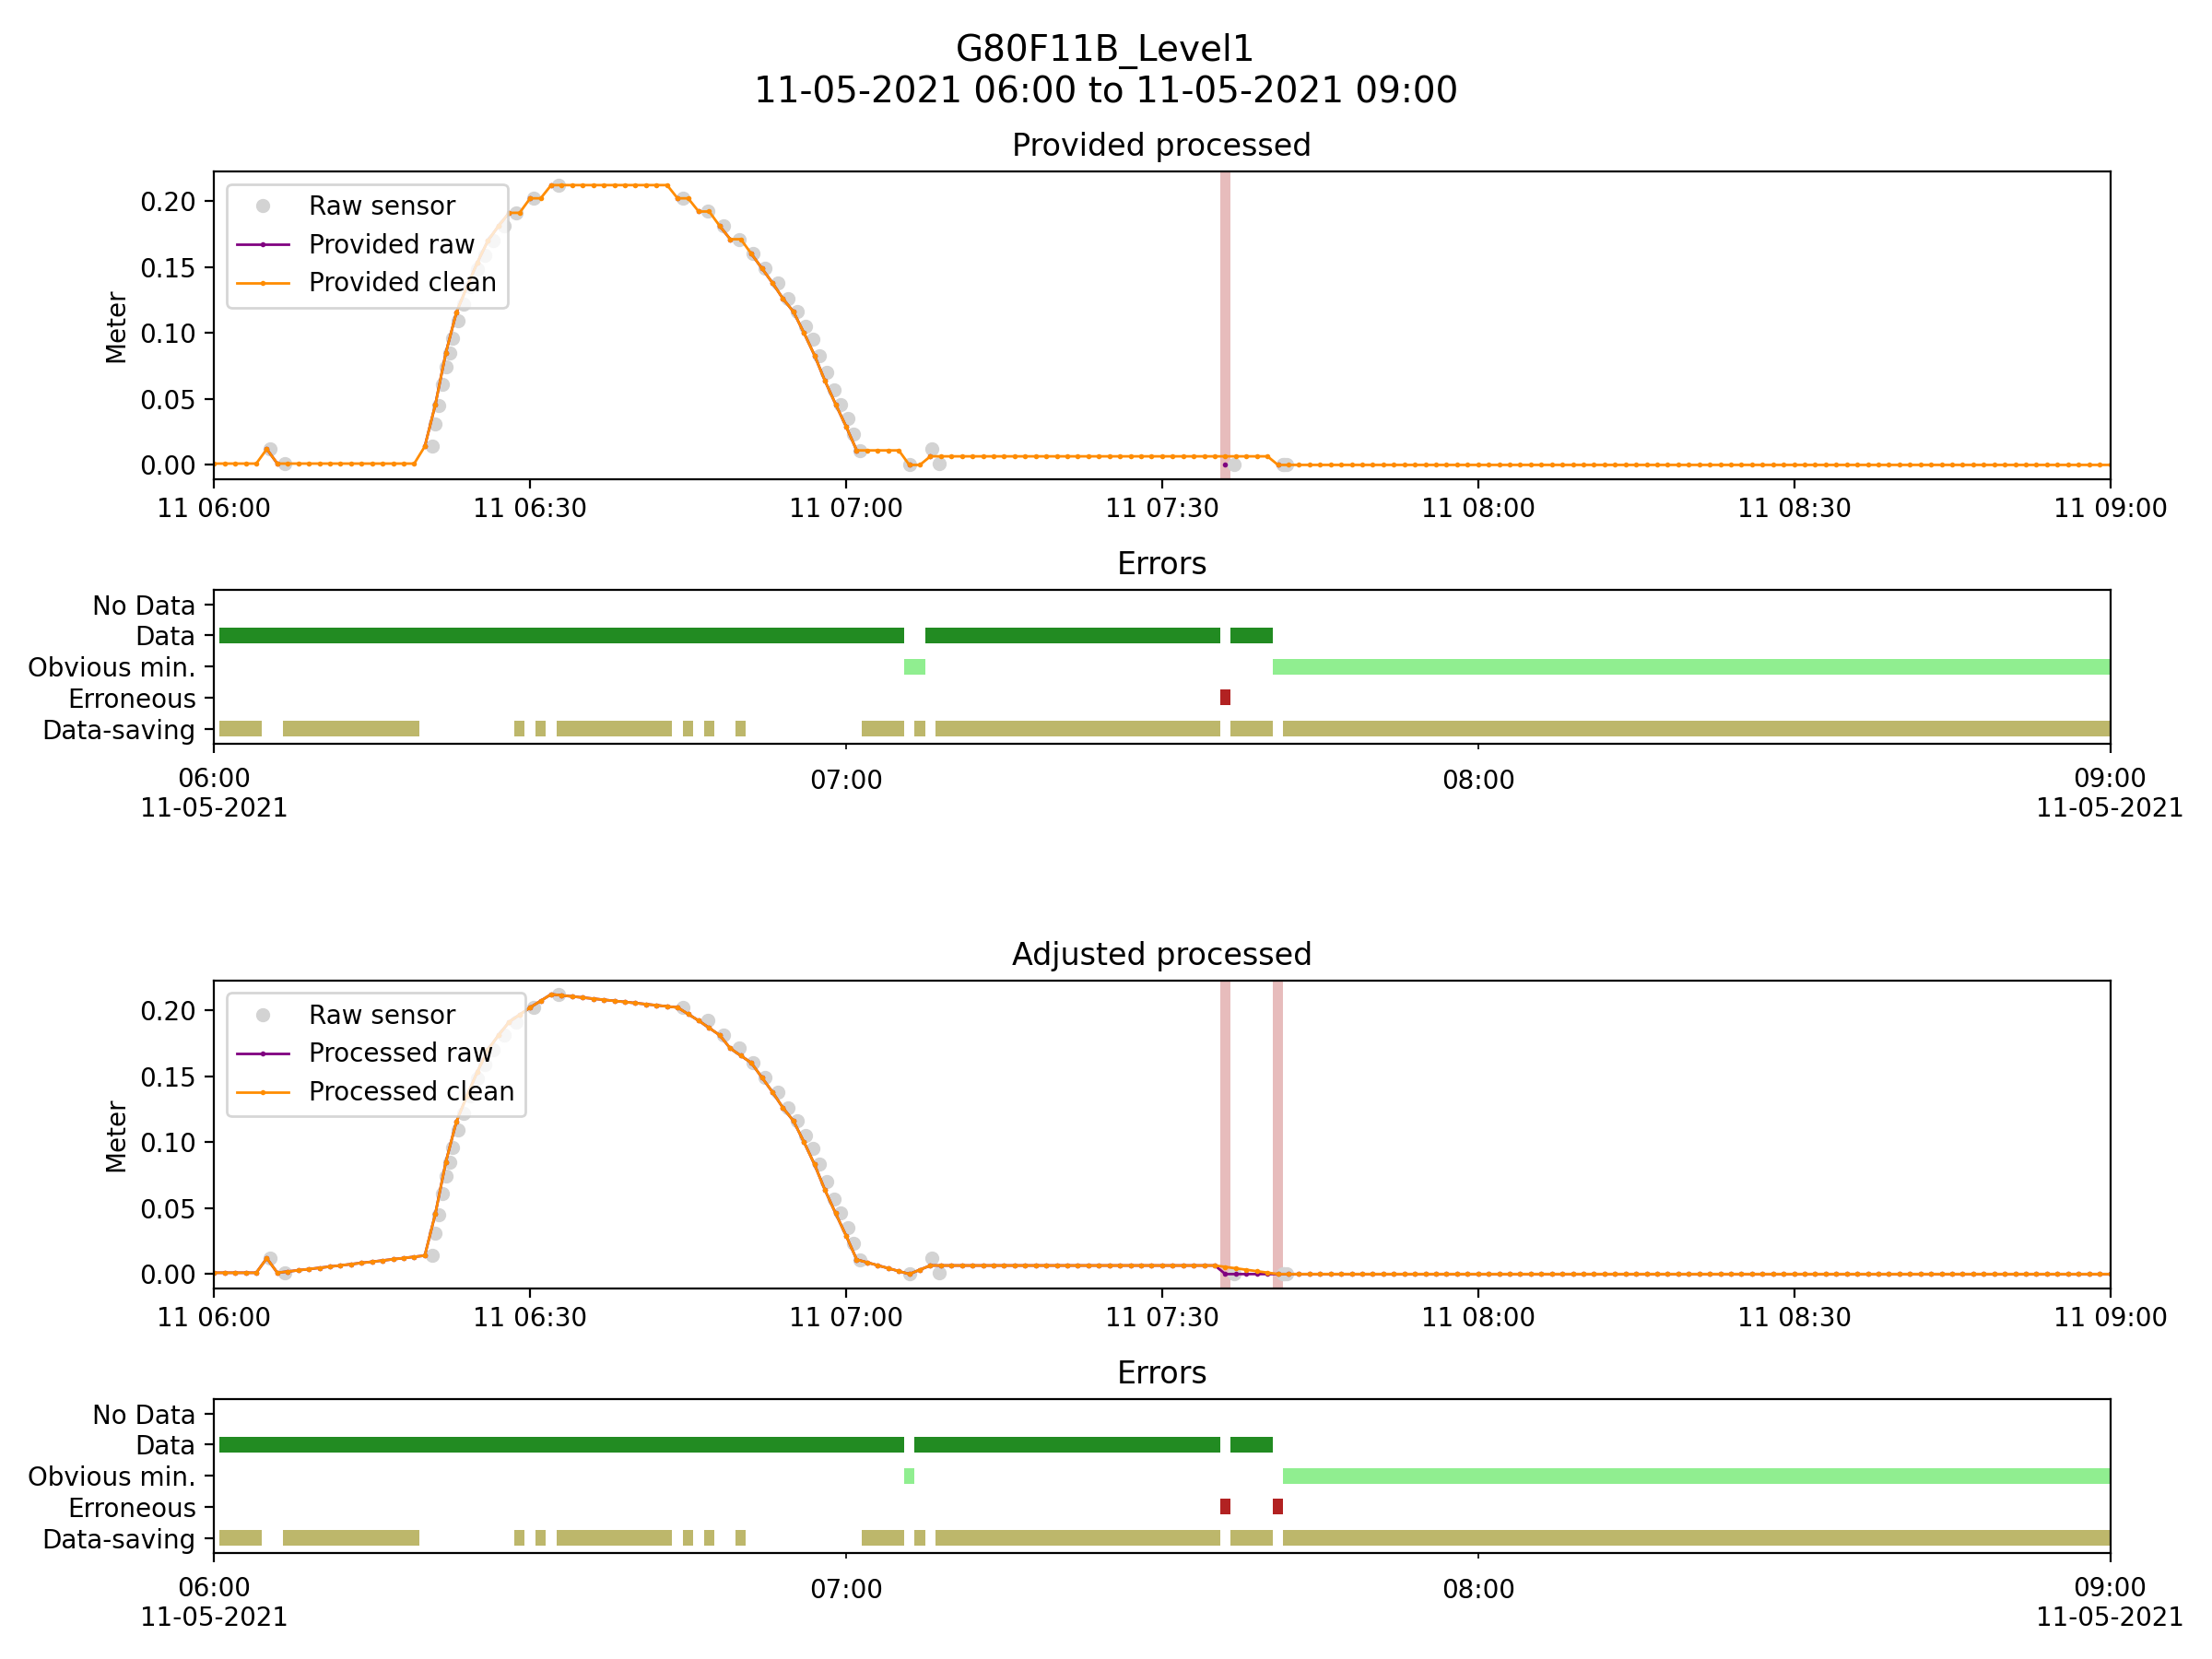 G80F11B_Level1
11-05-2021 06:00 to 11-05-2021 09:00
Provided processed
Meter
0.20
0.15
0.10
0.05
0.00
Raw sensor
Provided raw
Provided clean
11 06:00 11 06:30 11 07:00 11 07:30 11 08:00 11 08:30 11 09:00
Errors
No Data
Data
Obvious min.
Erroneous
Data-saving
06:00 07:00 08:00 09:00
11-05-2021 11-05-2021
Adjusted processed
Meter
0.20
0.15
0.10
0.05
0.00
Raw sensor
Processed raw
Processed clean
11 06:00 11 06:30 11 07:00 11 07:30 11 08:00 11 08:30 11 09:00
Errors
No Data
Data
Obvious min.
Erroneous
Data-saving
06:00 07:00 08:00 09:00
11-05-2021 11-05-2021